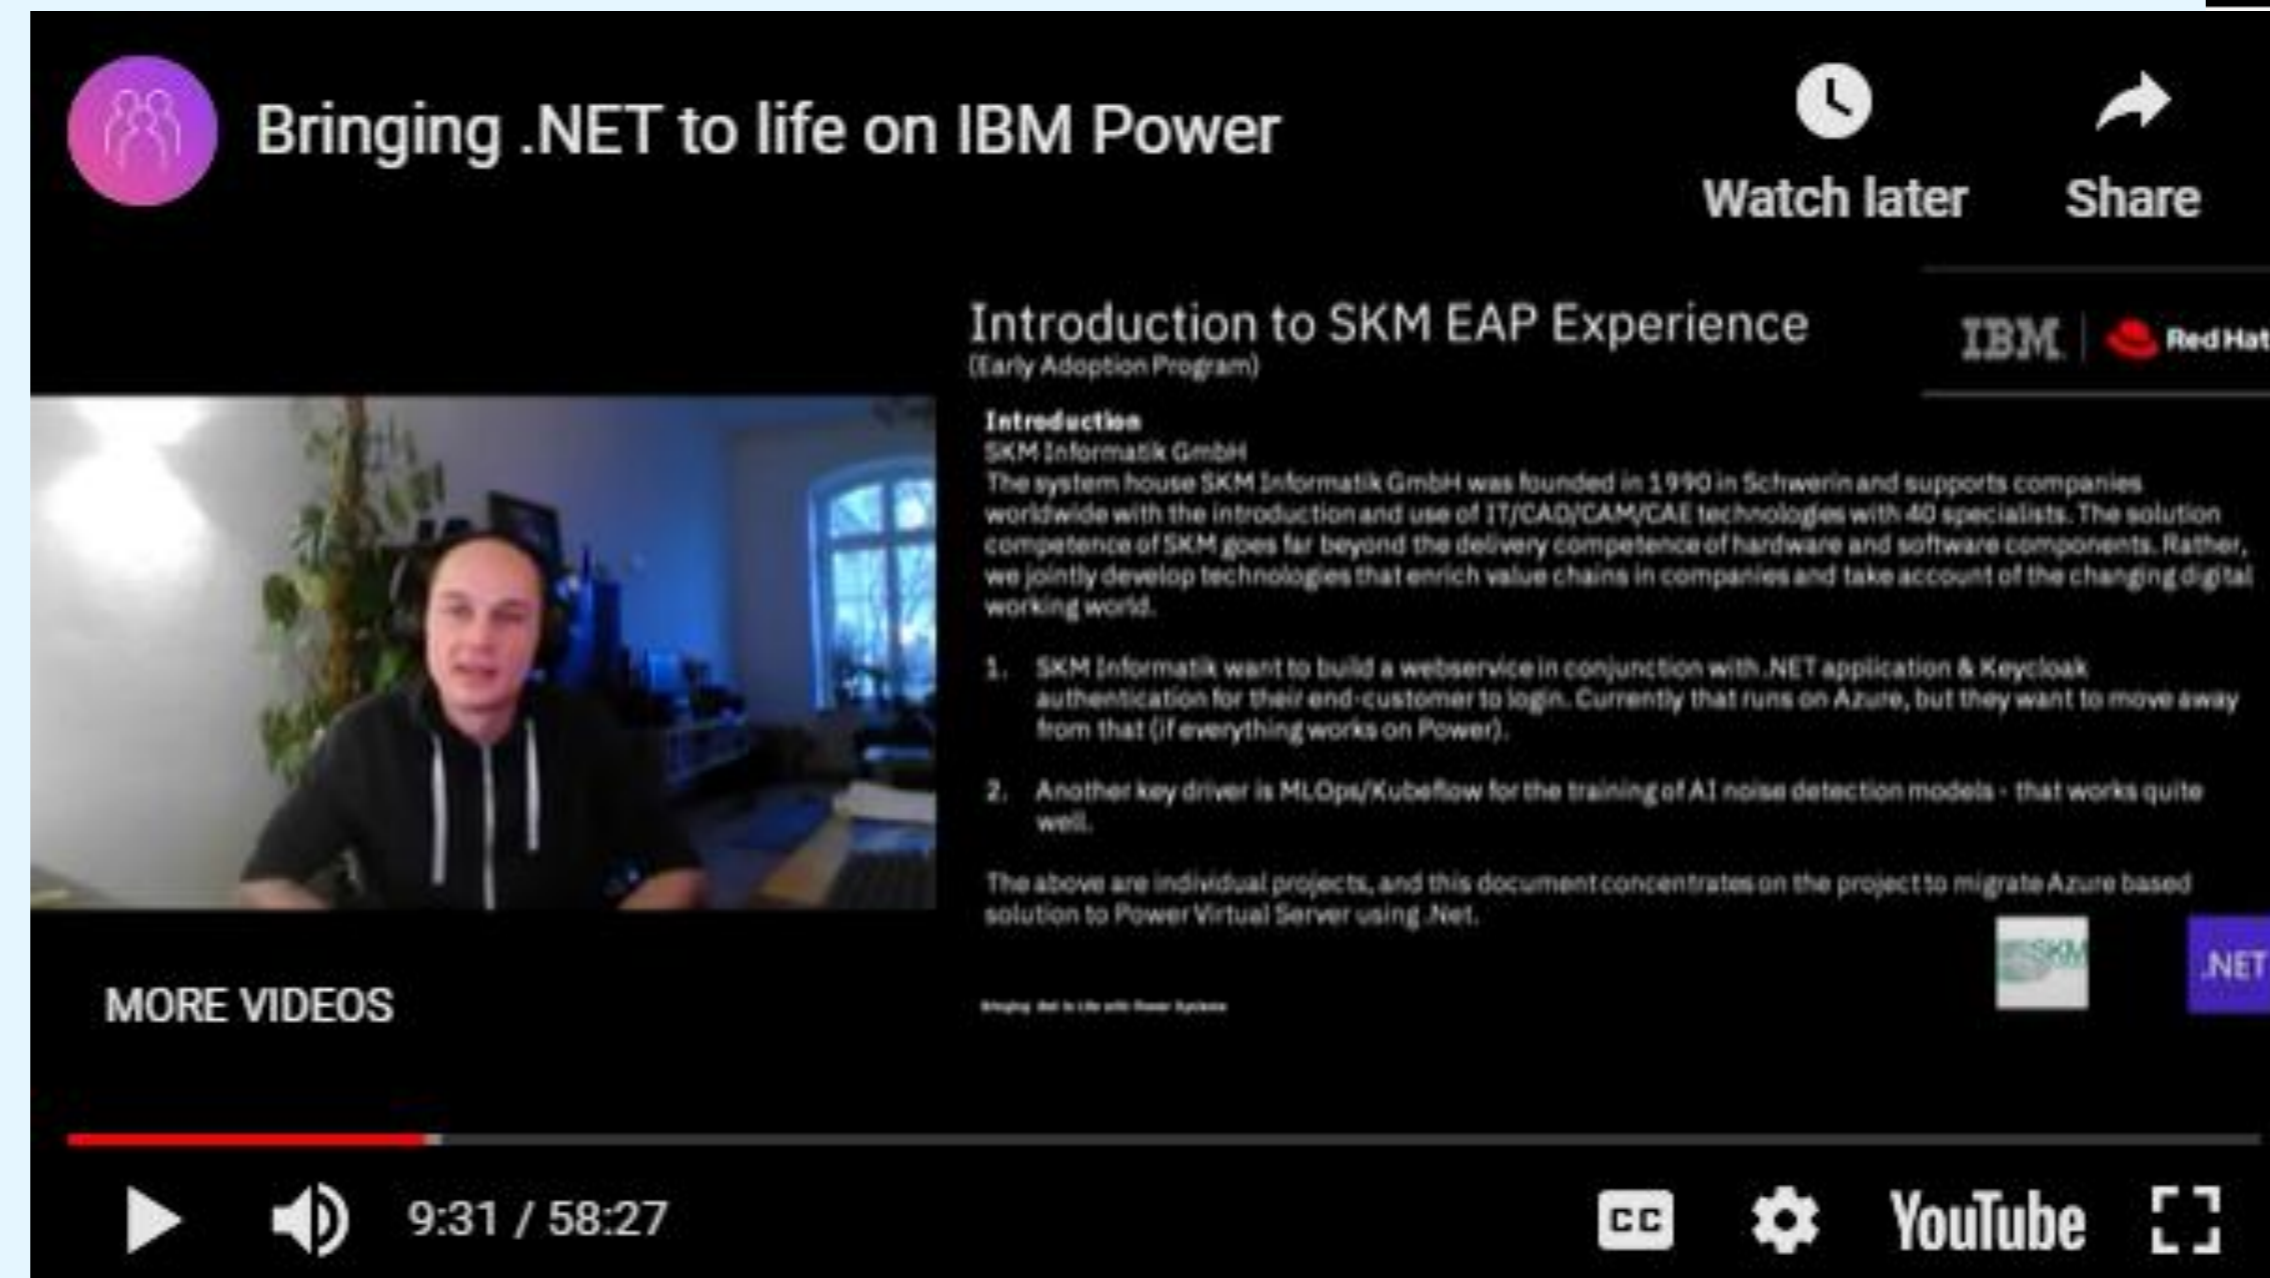 Bringing .NET to life on IBM Power
Watch later
Share
Introduction to SKM EAP Experience
(Early Adoption Program)
IBM
Red Hat
Introduction
SKM Informatik GmbH
The system house SKM Informatik GmbH was founded in 1990 in Schwerin and supports companies
worldwide with the introduction and use of IT/CAD/CAM/CAE technologies with 40 specialists. The solution
competence of SKM goes far beyond the delivery competence of hardware and software components. Rather,
we jointly develop technologies that enrich value chains in companies and take account of the changing digital
working world.
1. SKM Informatik want to build a webservice in conjunction with .NET application & Keycloak
authentication for their end-customer to login. Currently that runs on Azure, but they want to move away
from that (if everything works on Power).
2. Another key driver is MLOps/Kubeflow for the training of AI noise detection models - that works quite
well.
The above are individual projects, and this document concentrates on the project to migrate Azure based
solution to Power Virtual Server using .Net.
SKM
.NET
Bringing .Net to Life with Power Systems
MORE VIDEOS
9:31 / 58:27
CC
YouTube